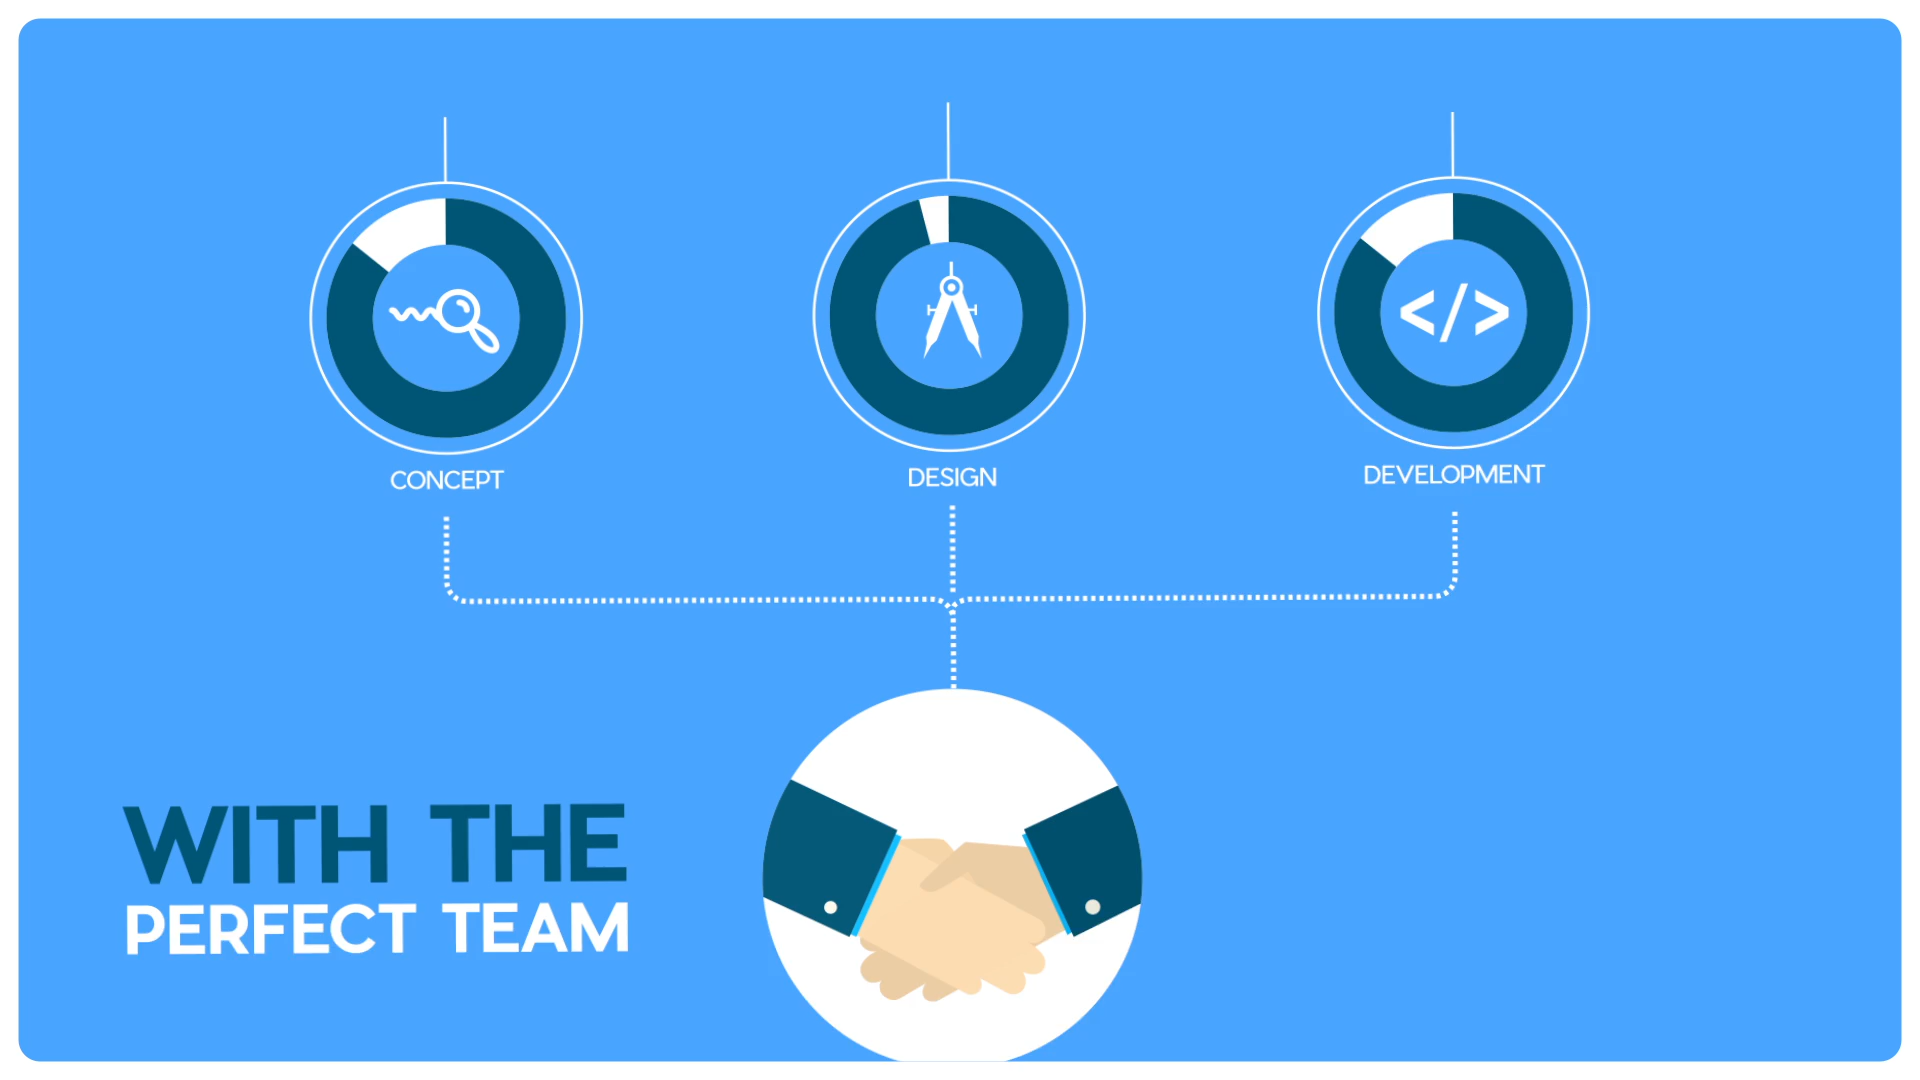 CONCEPT
DESIGN
DEVELOPMENT
</>
WITH THE
PERFECT TEAM